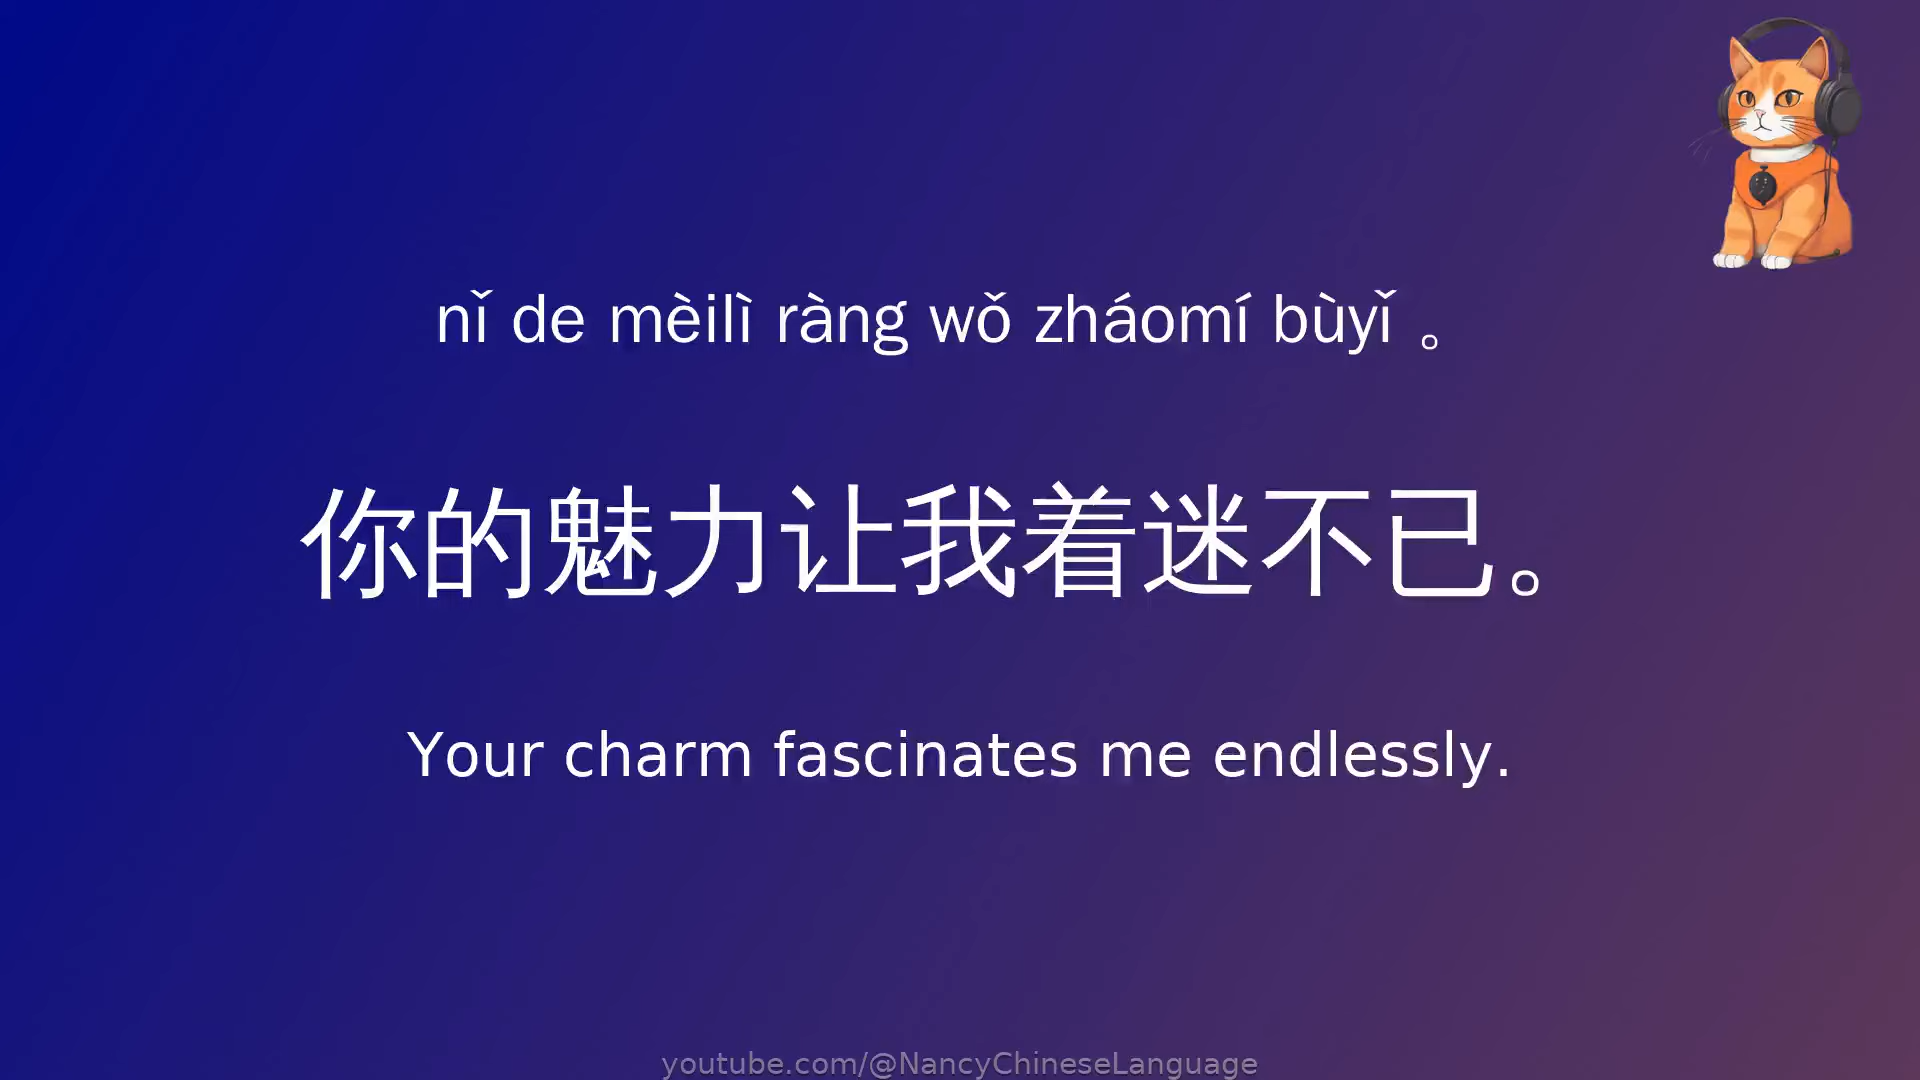 nǐ de mèilì ràng wǒ zháomí bùyǐ 。
你的魅力让我着迷不已。
Your charm fascinates me endlessly.
youtube.com/@NancyChineseLanguage